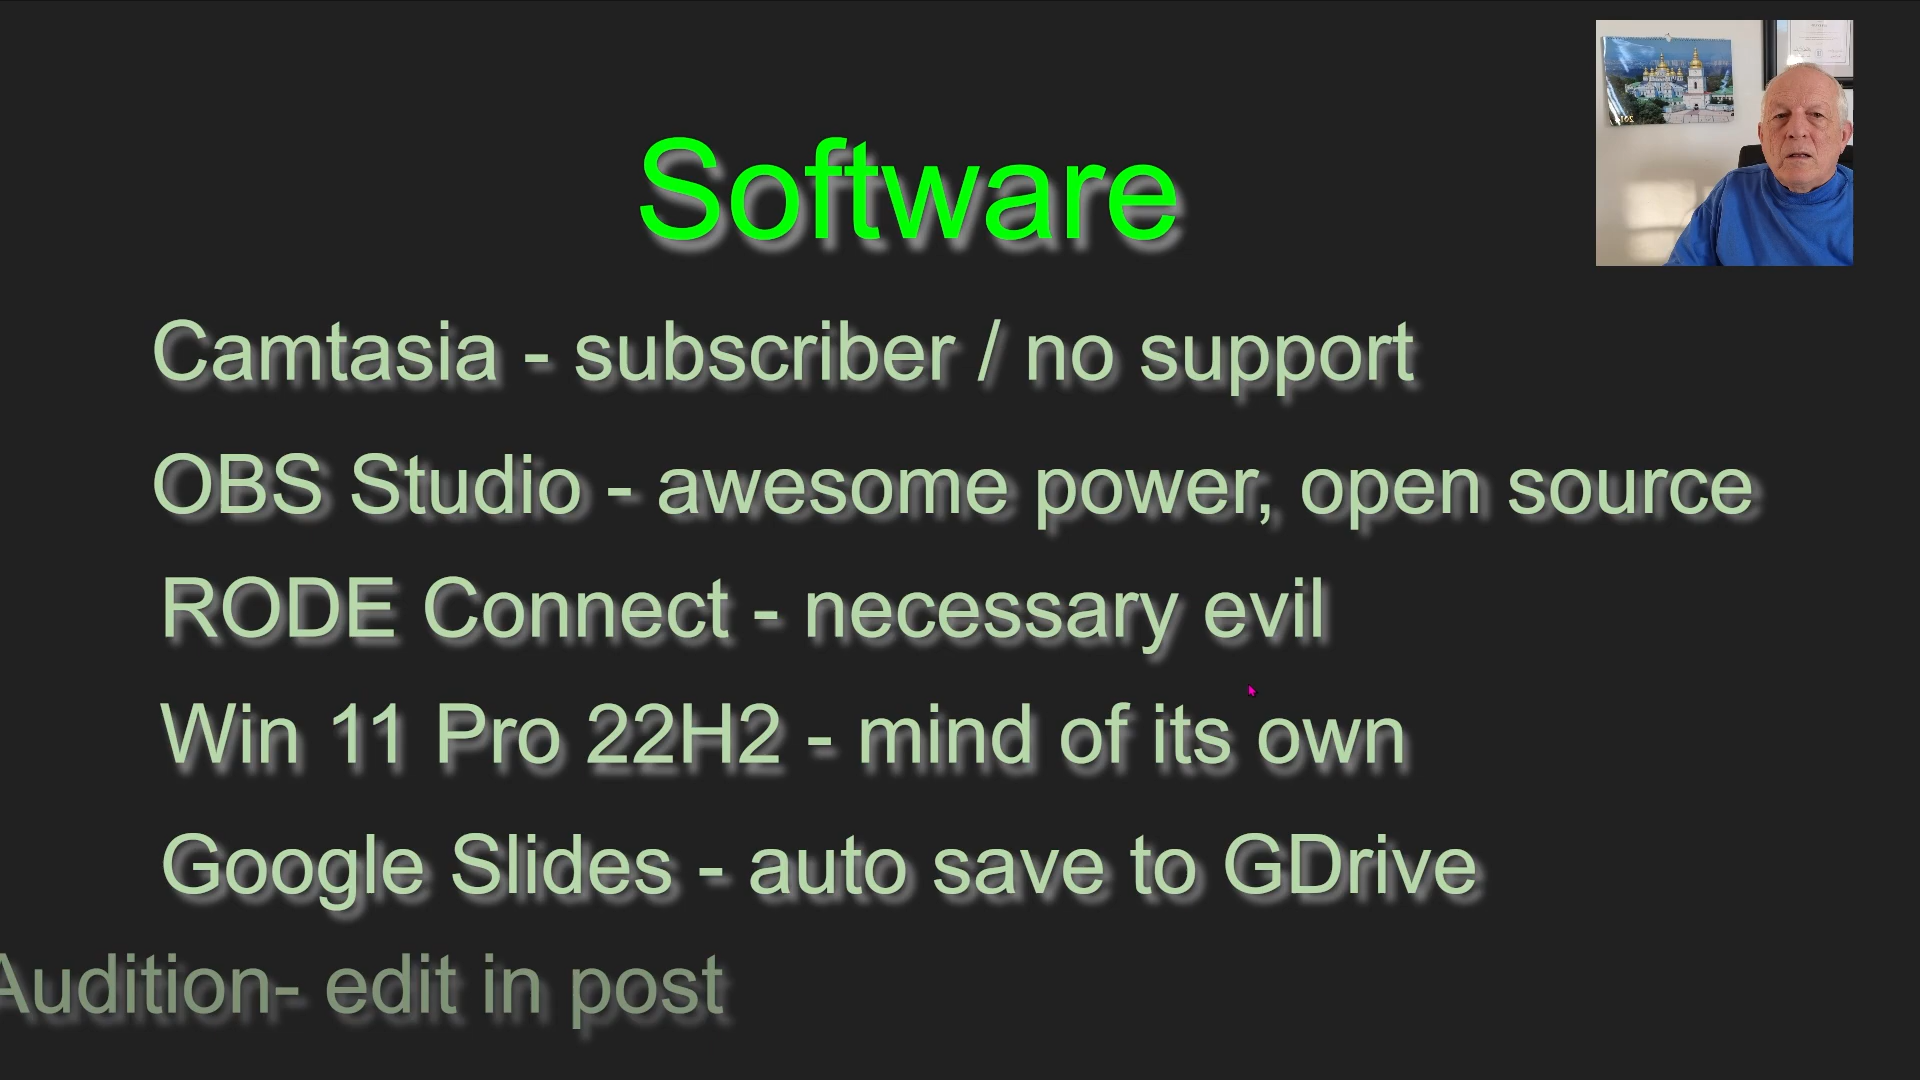 Software
Camtasia - subscriber / no support
OBS Studio - awesome power, open source
RODE Connect - necessary evil
Win 11 Pro 22H2 - mind of its own
Google Slides - auto save to GDrive
Audition- edit in post